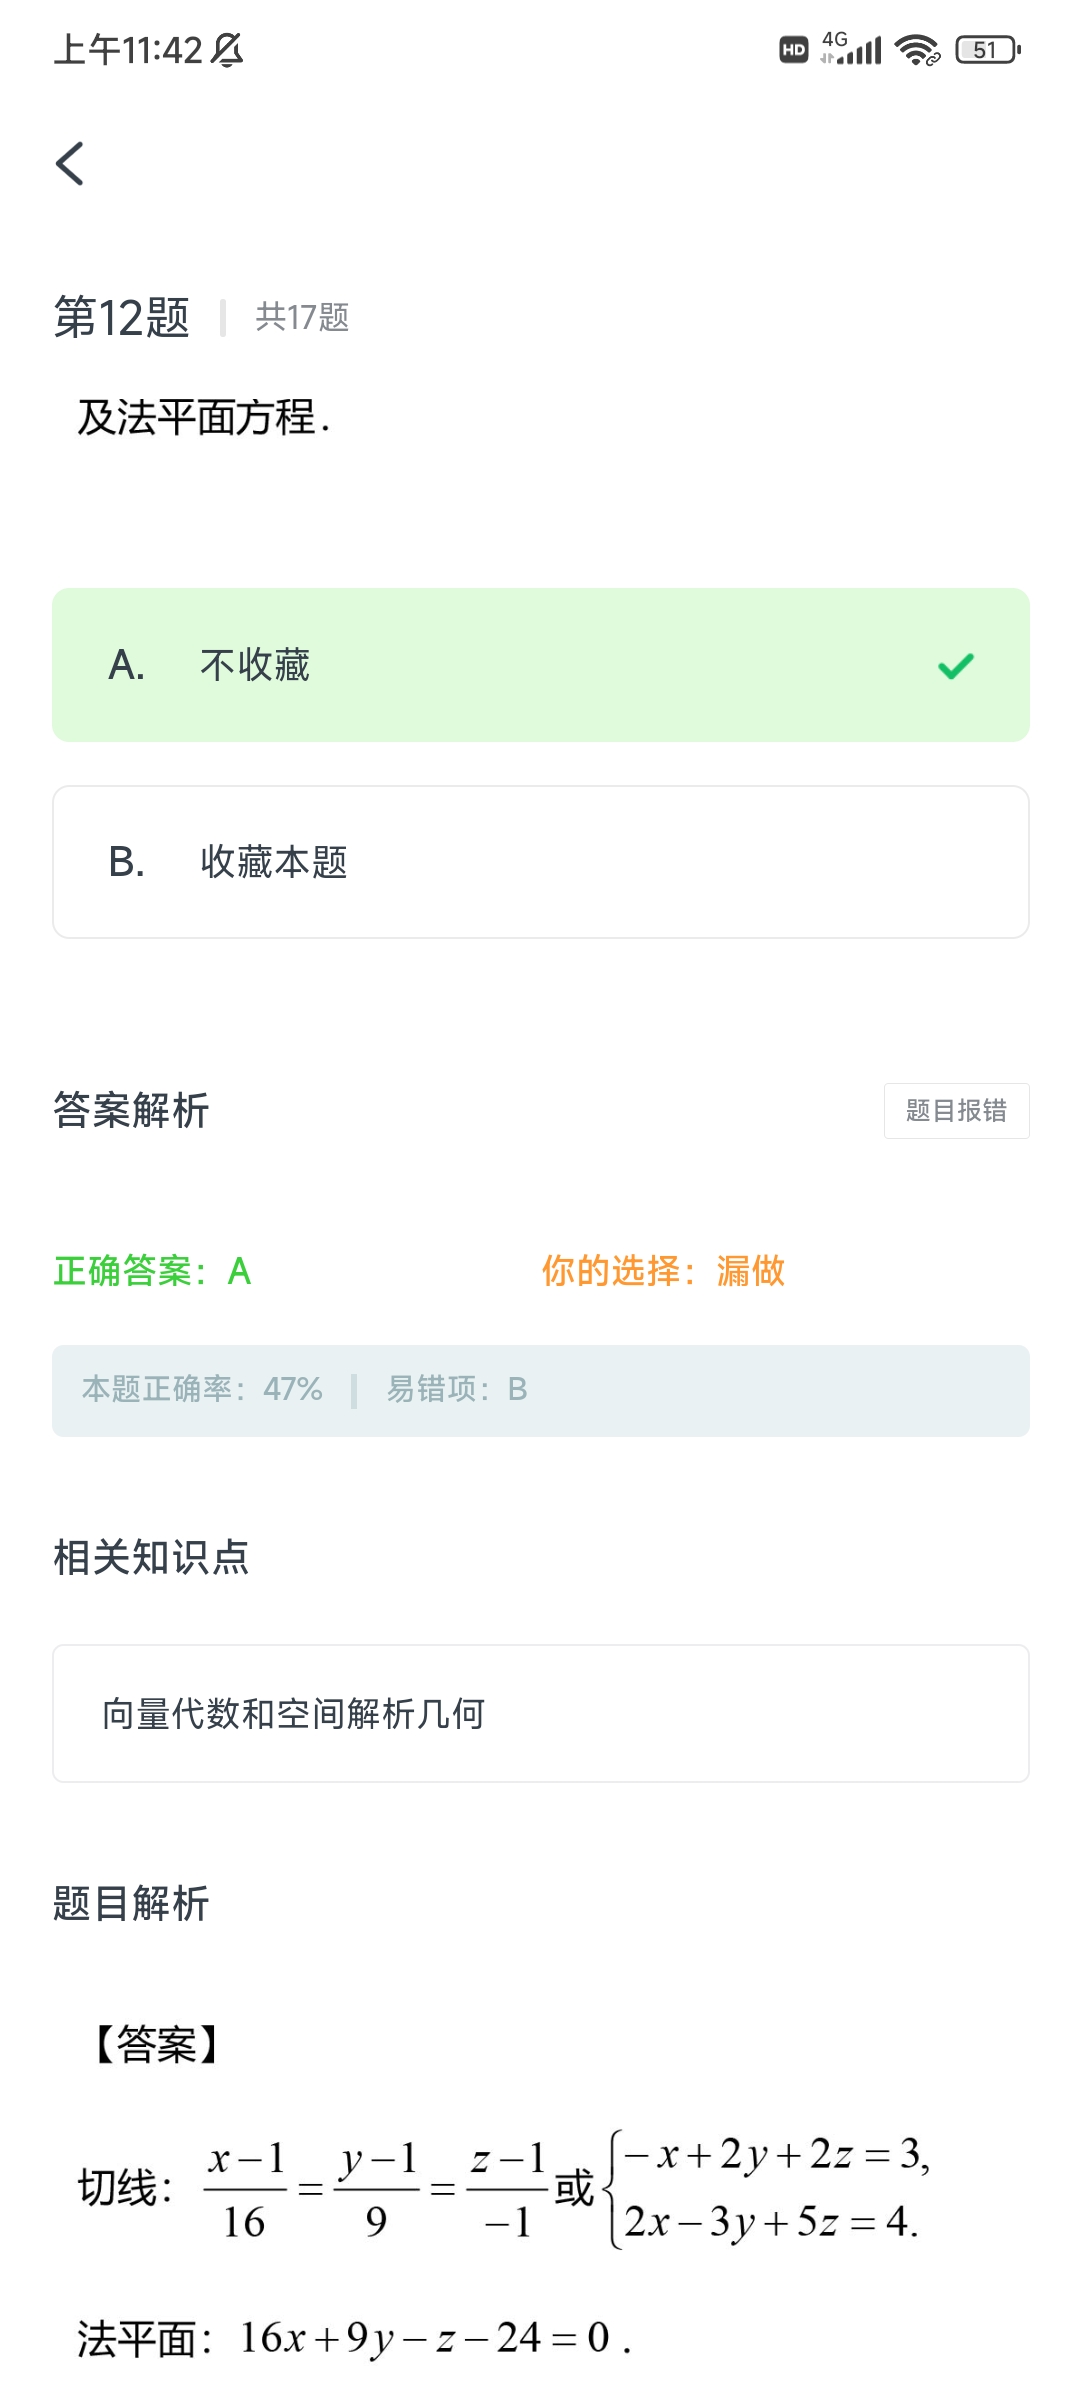 上午11:42 HD 4G 51
第12题 共17题
及法平面方程.
A. 不收藏
B. 收藏本题
答案解析 题目报错
正确答案：A 你的选择：漏做
本题正确率：47% 易错项：B
相关知识点
向量代数和空间解析几何
题目解析
【答案】
切线： \frac{x-1}{16}=\frac{y-1}{9}=\frac{z-1}{-1} 或 \begin{cases}-x+2y+2z=3,\\2x-3y+5z=4.\end{cases}
法平面：16x+9y-z-24=0.